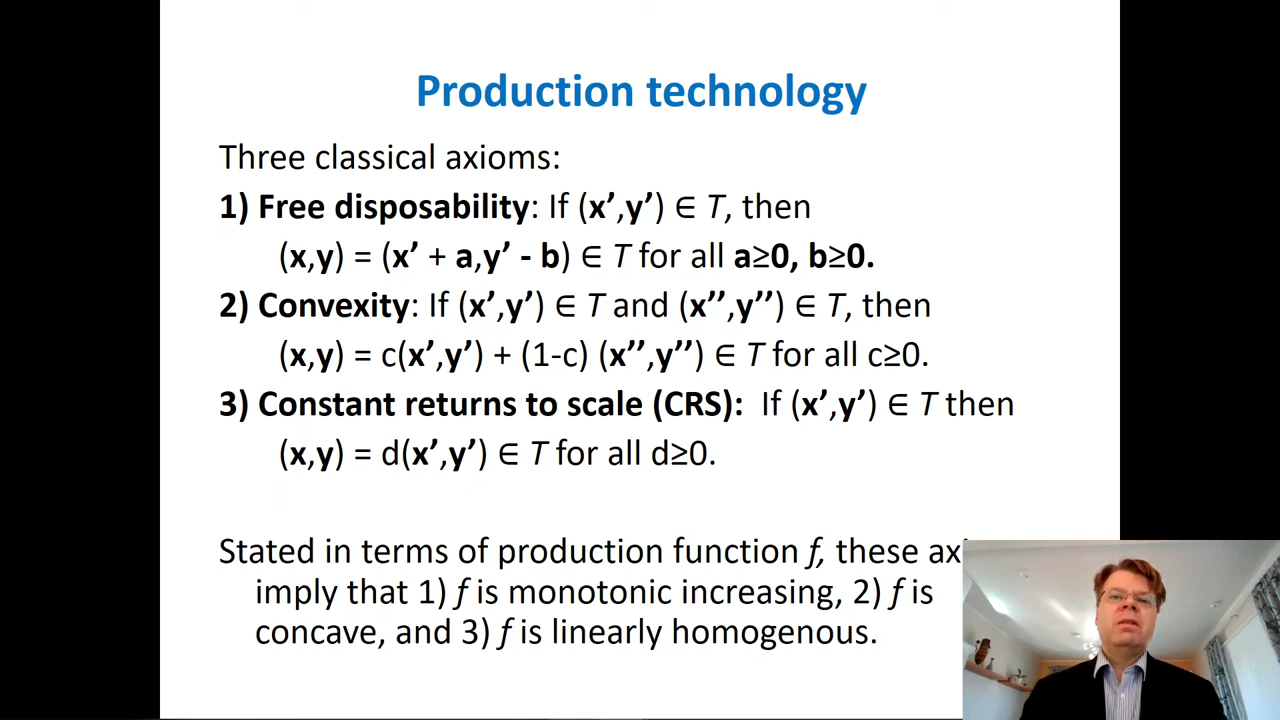 Production technology
Three classical axioms:
1) Free disposability: If (x’,y’) ∈ T, then
(x,y) = (x’ + a,y’ - b) ∈ T for all a≥0, b≥0.
2) Convexity: If (x’,y’) ∈ T and (x’’,y’’) ∈ T, then
(x,y) = c(x’,y’) + (1-c) (x’’,y’’) ∈ T for all c≥0.
3) Constant returns to scale (CRS): If (x’,y’) ∈ T then
(x,y) = d(x’,y’) ∈ T for all d≥0.
Stated in terms of production function f, these
imply that 1) f is monotonic increasing, 2) f is
concave, and 3) f is linearly homogenous.